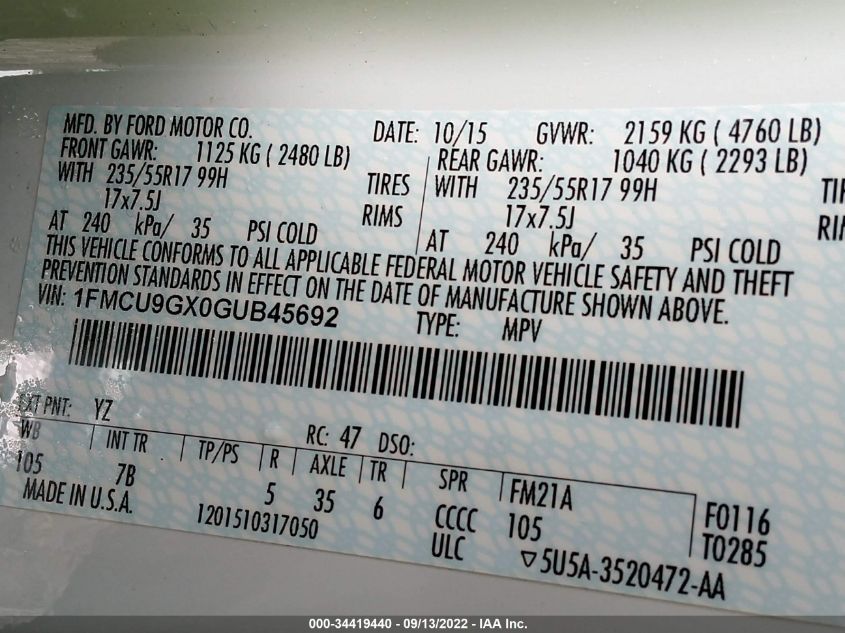 MFD. BY FORD MOTOR CO. DATE: 10/15 GVWR: 2159 KG ( 4760 LB)
FRONT GAWR: 1125 KG ( 2480 LB) REAR GAWR: 1040 KG ( 2293 LB)
WITH 235/55R17 99H TIRES WITH 235/55R17 99H
17x7.5J RIMS 17x7.5J
AT 240 kPa/ 35 PSI COLD AT 240 kPa/ 35 PSI COLD
THIS VEHICLE CONFORMS TO ALL APPLICABLE FEDERAL MOTOR VEHICLE SAFETY AND THEFT
PREVENTION STANDARDS IN EFFECT ON THE DATE OF MANUFACTURE SHOWN ABOVE.
VIN: 1FMCU9GX0GUB45692 TYPE: MPV
EXT PNT: YZ RC: 47 DSO:
WB INT TR TP/PS R AXLE TR SPR FM21A F0116
105 7B 5 35 6 CCCC 105 T0285
MADE IN U.S.A. 1201510317050 ULC ▽5U5A-3520472-AA
000-34419440 - 09/13/2022 - IAA Inc.